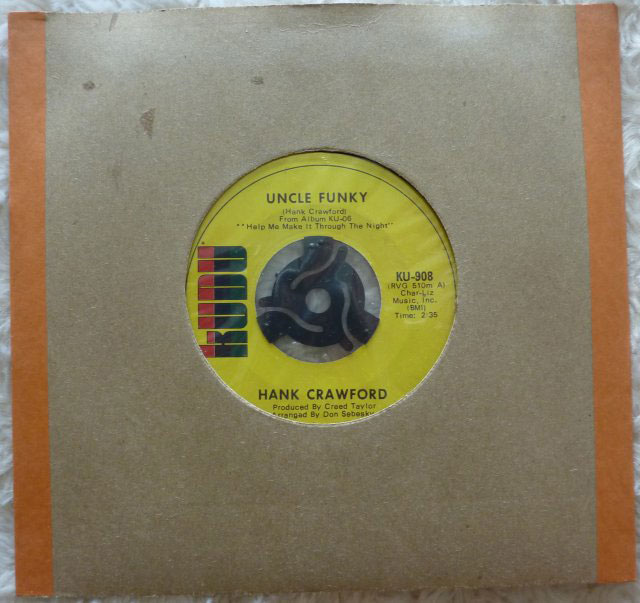 UNCLE FUNKY
(Hank Crawford)
From Album KU-06
"Help Me Make It Through The Night"
KUDU
KU-908
(RVG 510m A)
Char-Liz
Music, Inc.
(BMI)
Time: 2:35
HANK CRAWFORD
Produced By Creed Taylor
Arranged By Don Sebesky